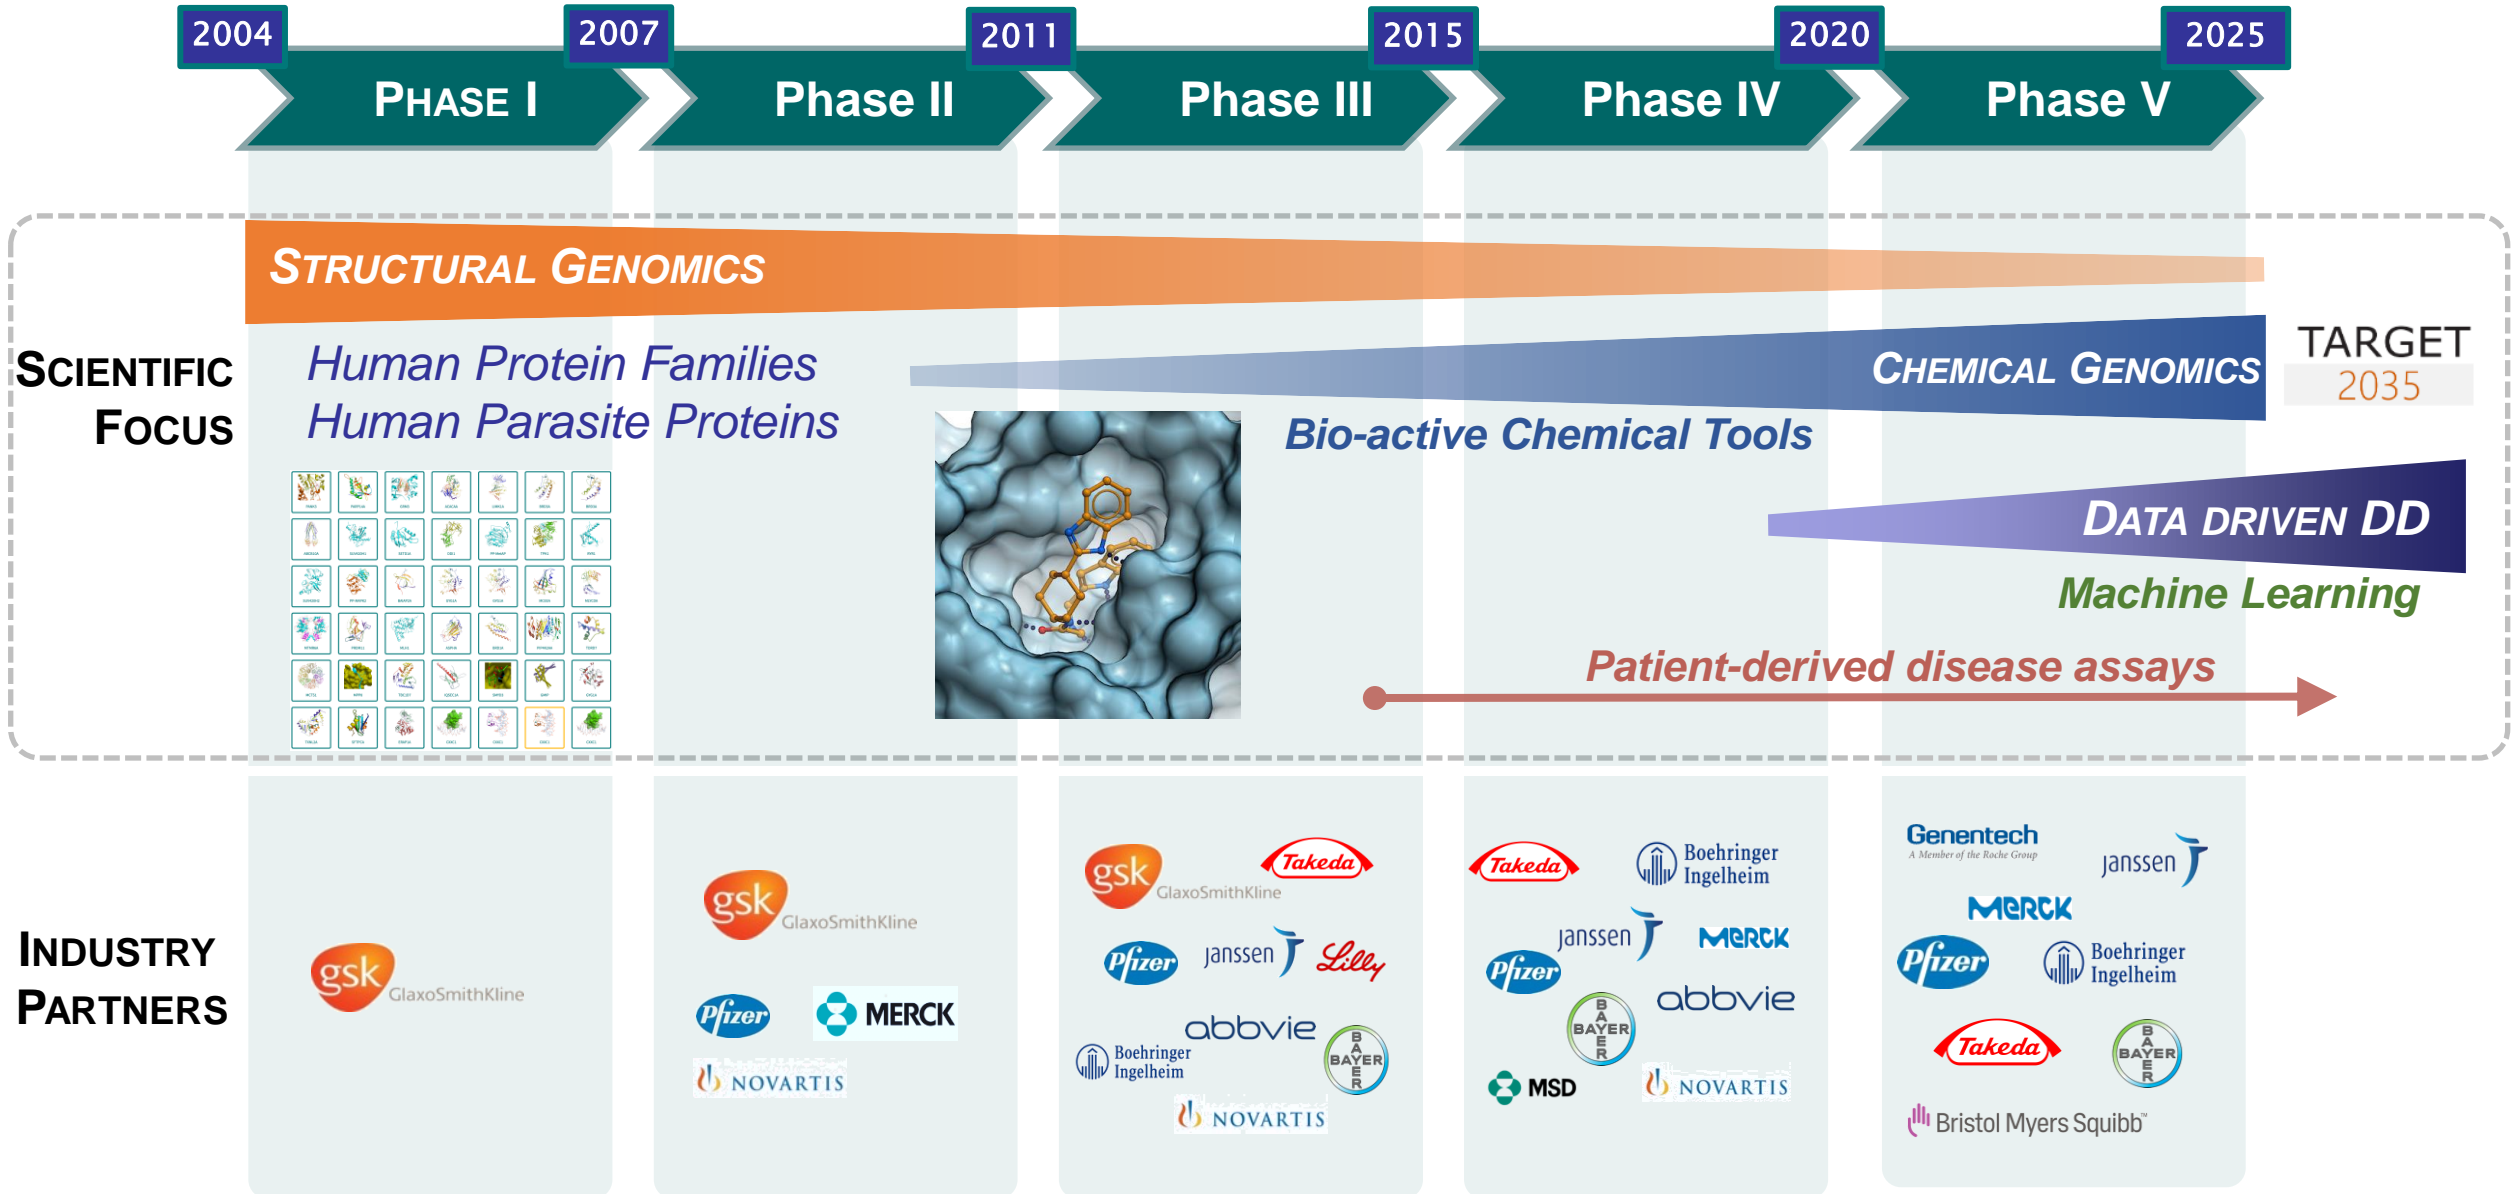 2004
2007
2011
2015
2020
2025
PHASE I
Phase II
Phase III
Phase IV
Phase V
STRUCTURAL GENOMICS
SCIENTIFIC
FOCUS
Human Protein Families
Human Parasite Proteins
CHEMICAL GENOMICS
Bio-active Chemical Tools
TARGET
2035
DATA DRIVEN DD
Machine Learning
Patient-derived disease assays
INDUSTRY
PARTNERS
gsk
GlaxoSmithKline
gsk
GlaxoSmithKline
Pfizer
MERCK
NOVARTIS
gsk
GlaxoSmithKline
Takeda
Pfizer
janssen
Lilly
abbvie
Boehringer
Ingelheim
BAYER
BAYER
NOVARTIS
Takeda
Boehringer
Ingelheim
janssen
MERCK
Pfizer
abbvie
BAYER
BAYER
MSD
NOVARTIS
Genentech
A Member of the Roche Group
janssen
MERCK
Pfizer
Boehringer
Ingelheim
Takeda
BAYER
BAYER
Bristol Myers Squibb™